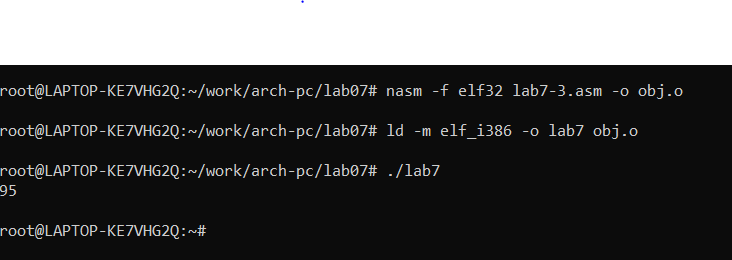 root@LAPTOP-KE7VHG2Q:~/work/arch-pc/lab07# nasm -f elf32 lab7-3.asm -o obj.o
root@LAPTOP-KE7VHG2Q:~/work/arch-pc/lab07# ld -m elf_i386 -o lab7 obj.o
root@LAPTOP-KE7VHG2Q:~/work/arch-pc/lab07# ./lab7
95
root@LAPTOP-KE7VHG2Q:~#